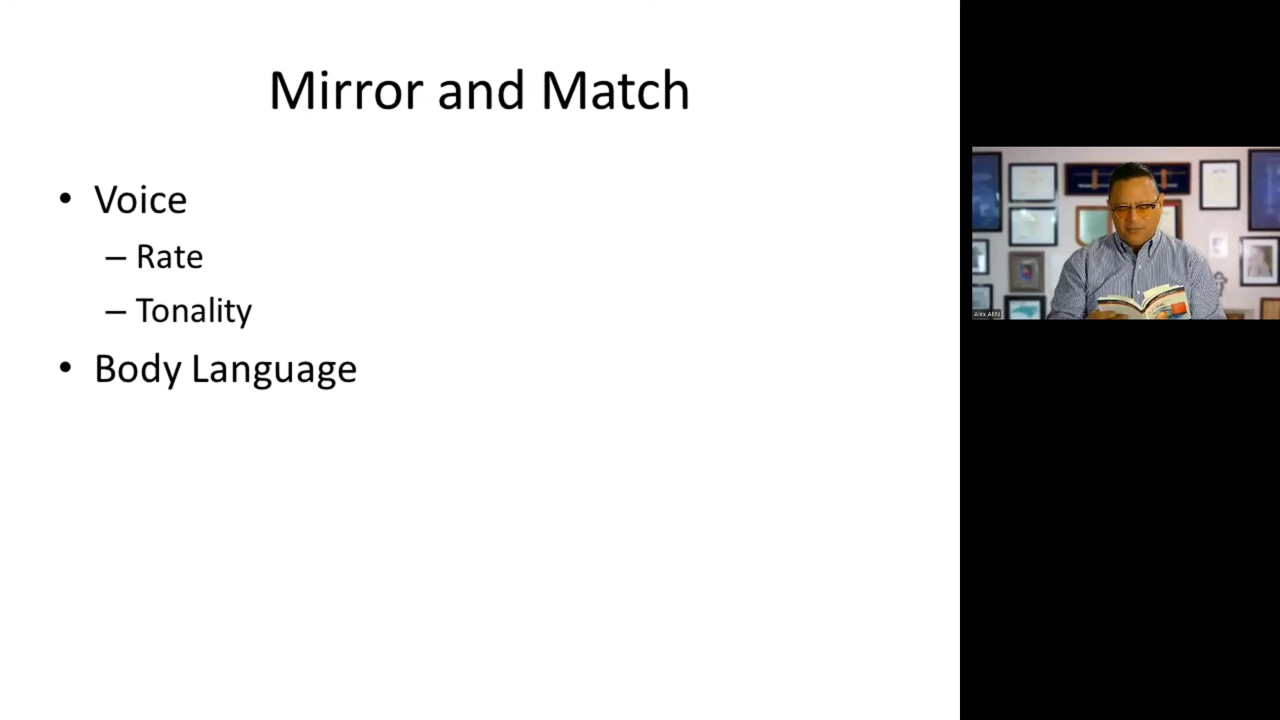 Mirror and Match
• Voice
– Rate
– Tonality
• Body Language